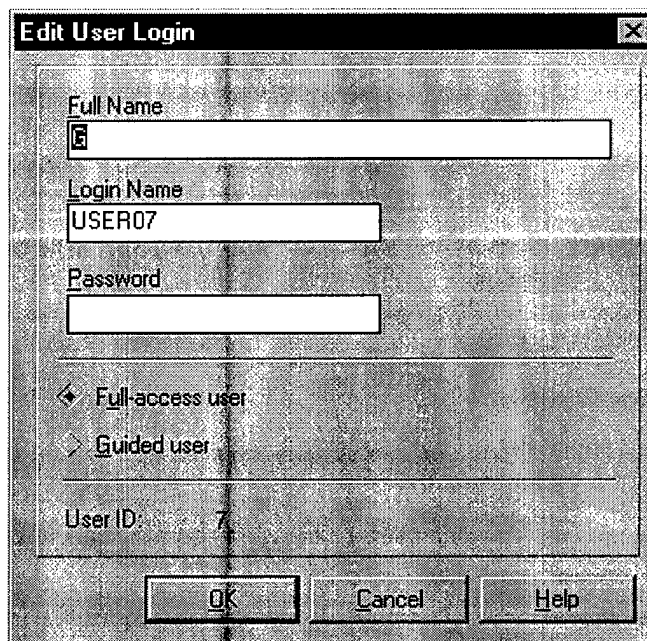 Edit User Login
Full Name
G
Login Name
USER07
Password
Full-access user
Guided user
User ID: 7
OK Cancel Help